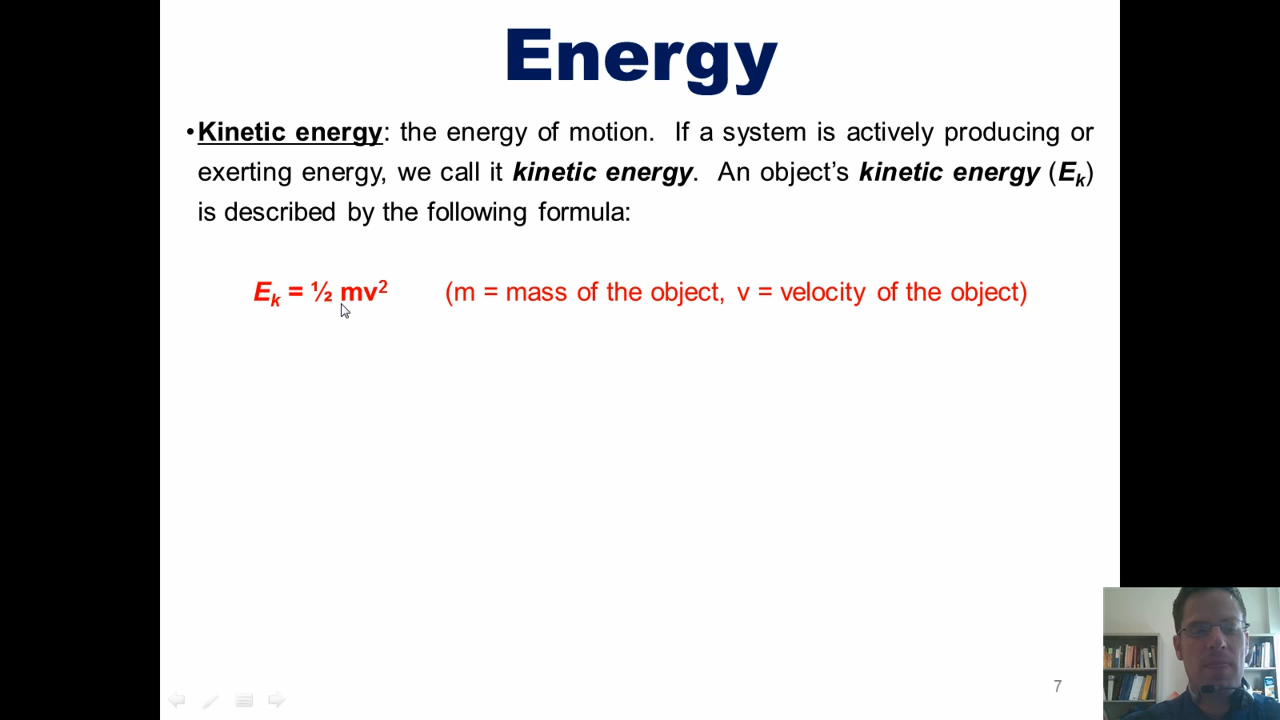 Energy
•Kinetic energy: the energy of motion. If a system is actively producing or
exerting energy, we call it kinetic energy. An object's kinetic energy (Ek)
is described by the following formula:
Ek = ½ mv² (m = mass of the object, v = velocity of the object)
7